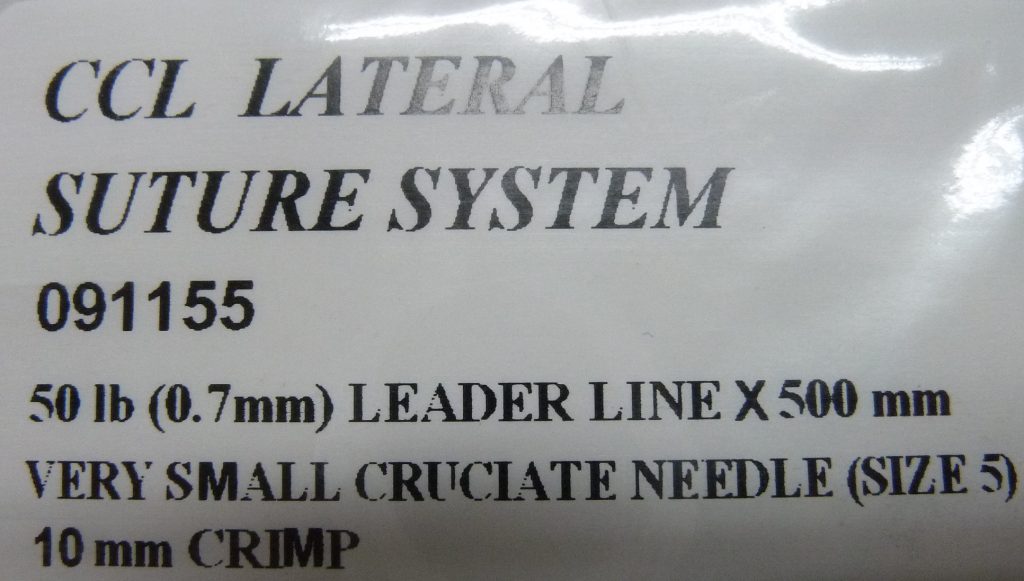 CCL LATERAL
SUTURE SYSTEM
091155
50 lb (0.7mm) LEADER LINE X 500 mm
VERY SMALL CRUCIATE NEEDLE (SIZE 5)
10 mm CRIMP